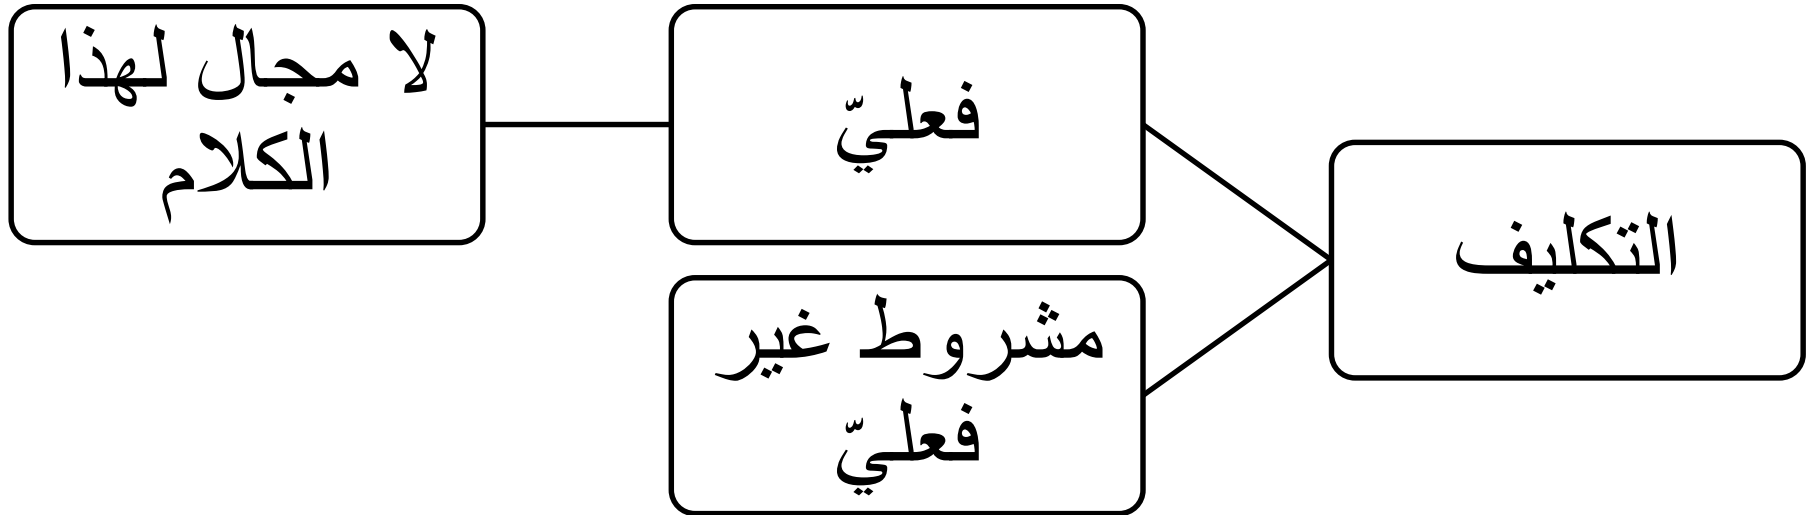 التكليف
فعليّ
لا مجال لهذا
الكلام
مشروط غير
فعليّ